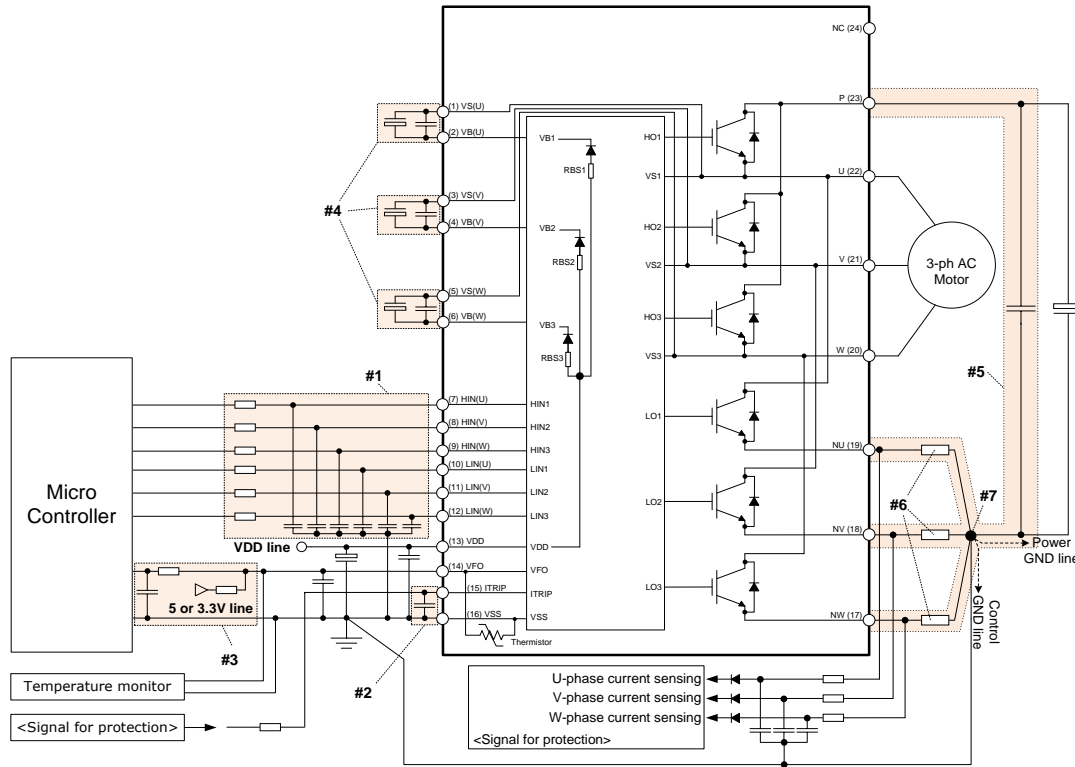 NC (24)
P (23)
(1) VS(U)
(2) VB(U)
VB1
HO1
RBS1
VS1
U (22)
(3) VS(V)
#4
(4) VB(V)
VB2
HO2
RBS2
VS2
V (21)
3-ph AC
Motor
(5) VS(W)
(6) VB(W)
VB3
HO3
RBS3
VS3
W (20)
#1
#5
(7) HIN(U)
HIN1
(8) HIN(V)
HIN2
LO1
(9) HIN(W)
HIN3
NU (19)
(10) LIN(U)
LIN1
Micro
Controller
(11) LIN(V)
LIN2
LO2
#6
#7
(12) LIN(W)
LIN3
NV (18)
VDD line
(13) VDD
VDD
Power
GND line
(14) VFO
VFO
5 or 3.3V line
(15) ITRIP
ITRIP
LO3
Control
GND line
(16) VSS
VSS
NW (17)
Thermistor
#3
#2
Temperature monitor
U-phase current sensing
V-phase current sensing
W-phase current sensing
<Signal for protection>
<Signal for protection>